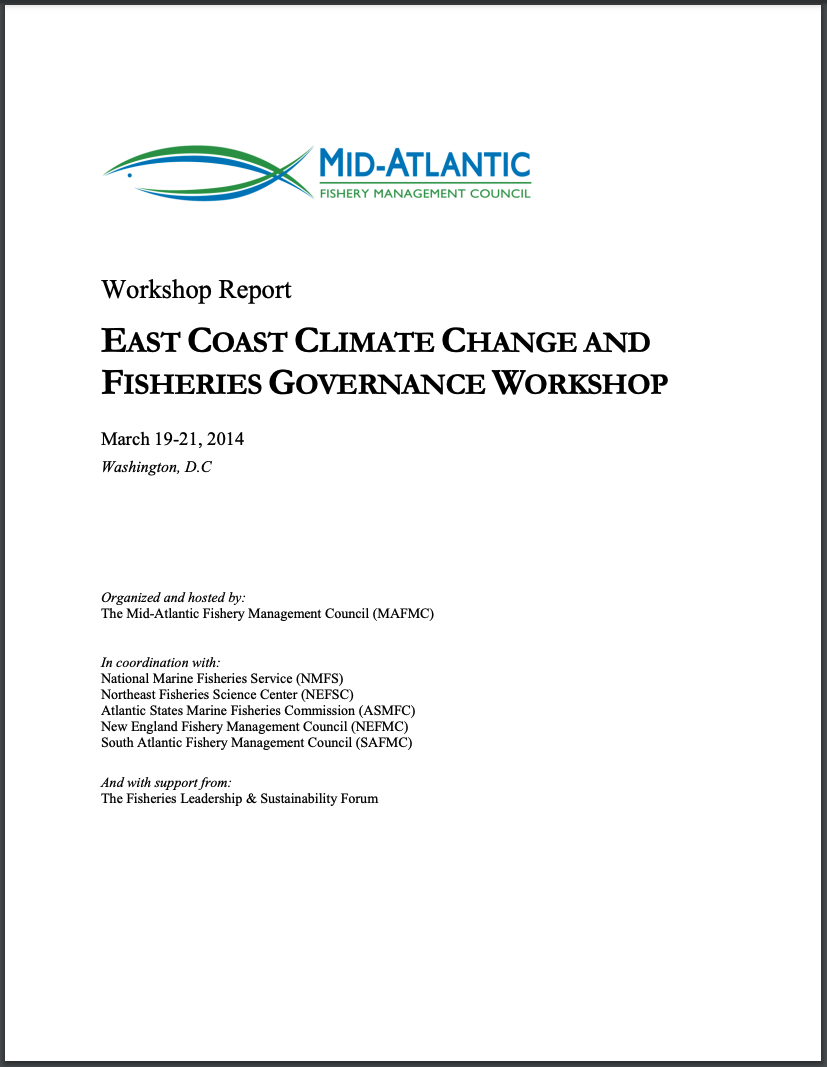 MID-ATLANTIC
FISHERY MANAGEMENT COUNCIL
Workshop Report
EAST COAST CLIMATE CHANGE AND
FISHERIES GOVERNANCE WORKSHOP
March 19-21, 2014
Washington, D.C
Organized and hosted by:
The Mid-Atlantic Fishery Management Council (MAFMC)
In coordination with:
National Marine Fisheries Service (NMFS)
Northeast Fisheries Science Center (NEFSC)
Atlantic States Marine Fisheries Commission (ASMFC)
New England Fishery Management Council (NEFMC)
South Atlantic Fishery Management Council (SAFMC)
And with support from:
The Fisheries Leadership & Sustainability Forum